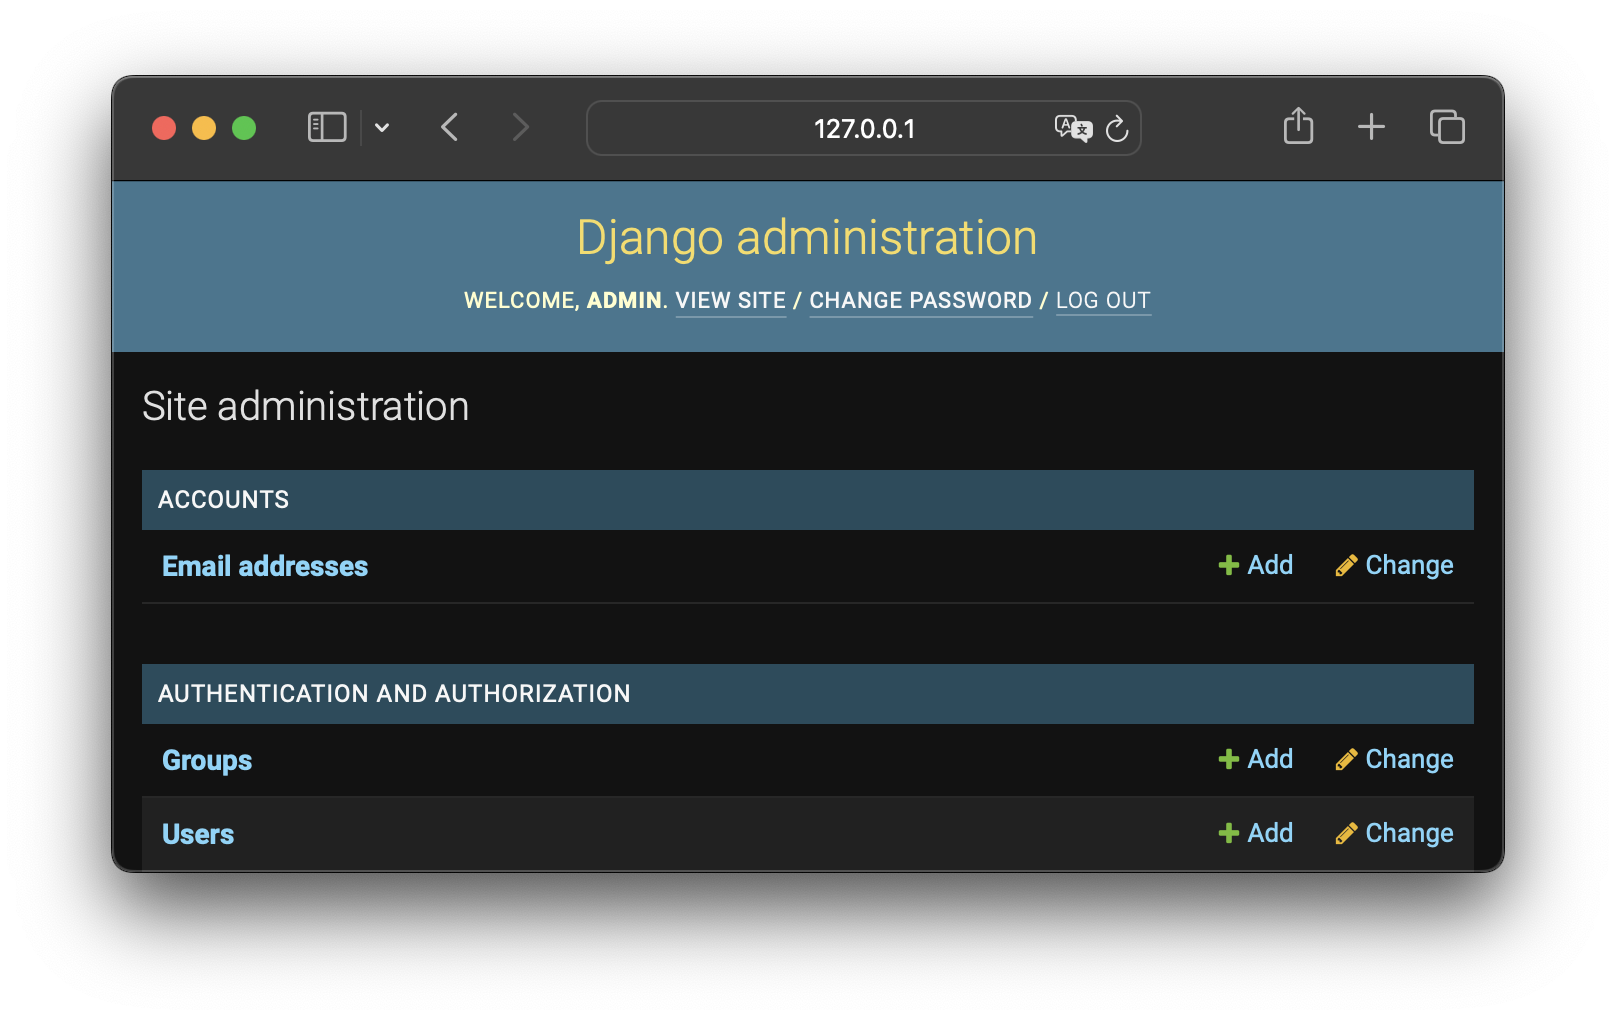 127.0.0.1
Django administration
WELCOME, ADMIN. VIEW SITE / CHANGE PASSWORD / LOG OUT
Site administration
ACCOUNTS
Email addresses Add Change
AUTHENTICATION AND AUTHORIZATION
Groups Add Change
Users Add Change